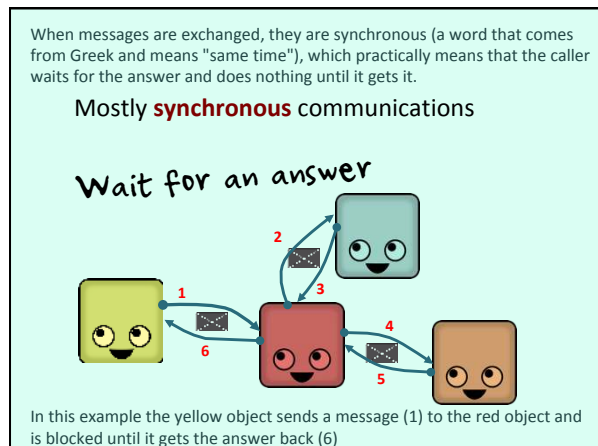 When messages are exchanged, they are synchronous (a word that comes
from Greek and means "same time"), which practically means that the caller
waits for the answer and does nothing until it gets it.
Mostly synchronous communications
Wait for an answer
2
3
1
4
6
5
In this example the yellow object sends a message (1) to the red object and
is blocked until it gets the answer back (6)